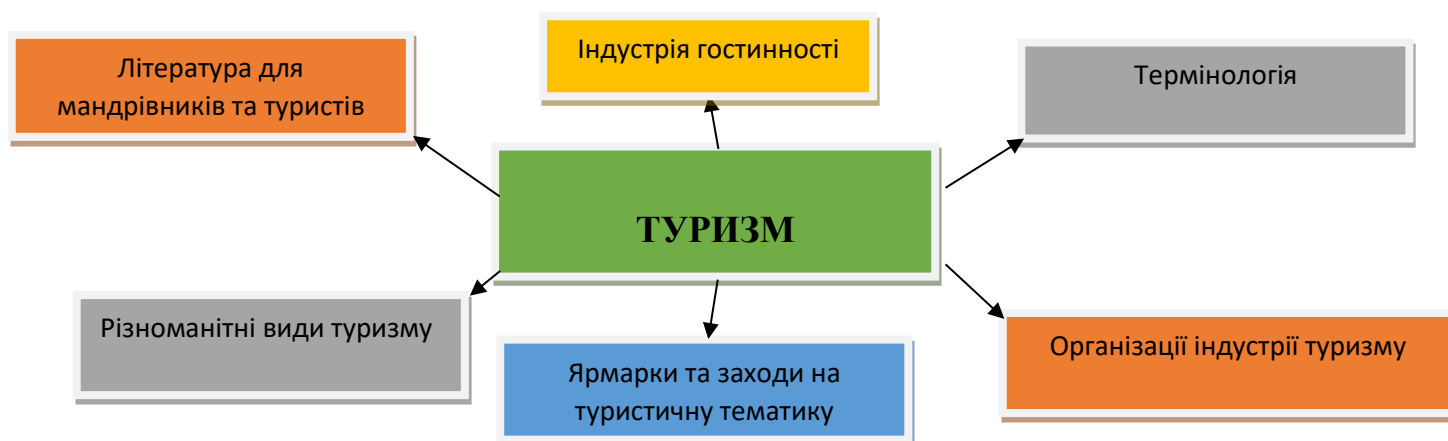 Індустрія гостинності
Література для
мандрівників та туристів
Термінологія
ТУРИЗМ
Різноманітні види туризму
Організації індустрії туризму
Ярмарки та заходи на
туристичну тематику